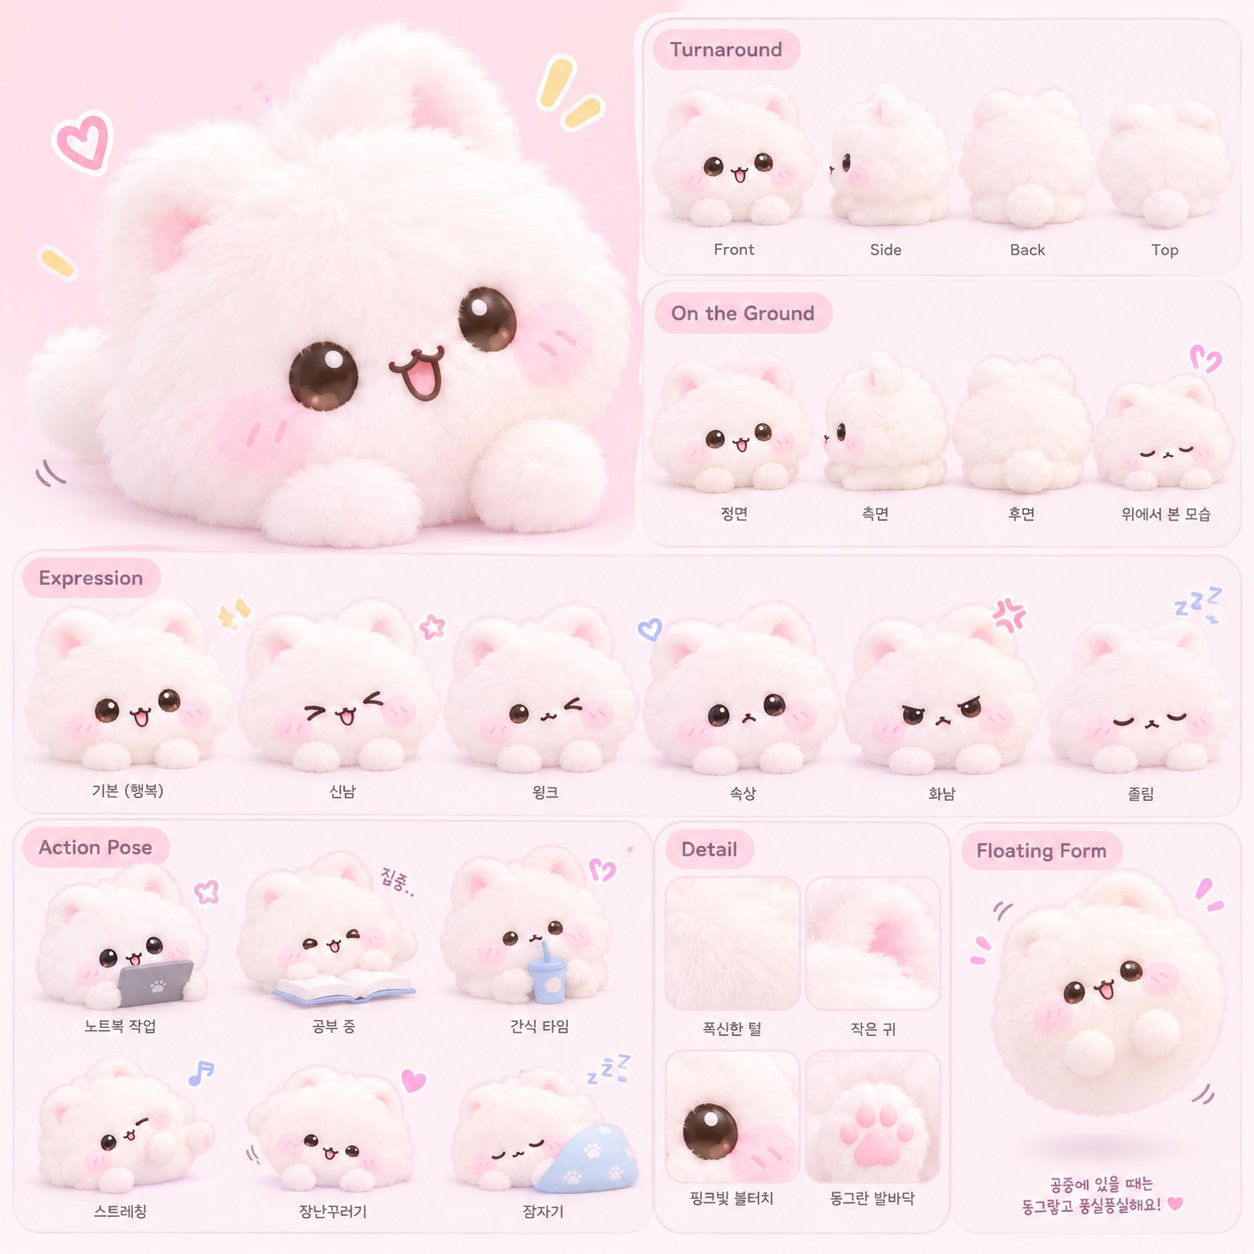 Turnaround
Front
Side
Back
Top
On the Ground
정면
측면
후면
위에서 본 모습
Expression
기본 (행복)
신남
윙크
속상
화남
졸림
z z z z
Action Pose
집중..
노트북 작업
공부 중
간식 타임
스트레칭
장난꾸러기
z z z z
잠자기
Detail
폭신한 털
작은 귀
핑크빛 볼터치
동그란 발바닥
Floating Form
공중에 있을 때는
동그랗고 풍실풍실해요!